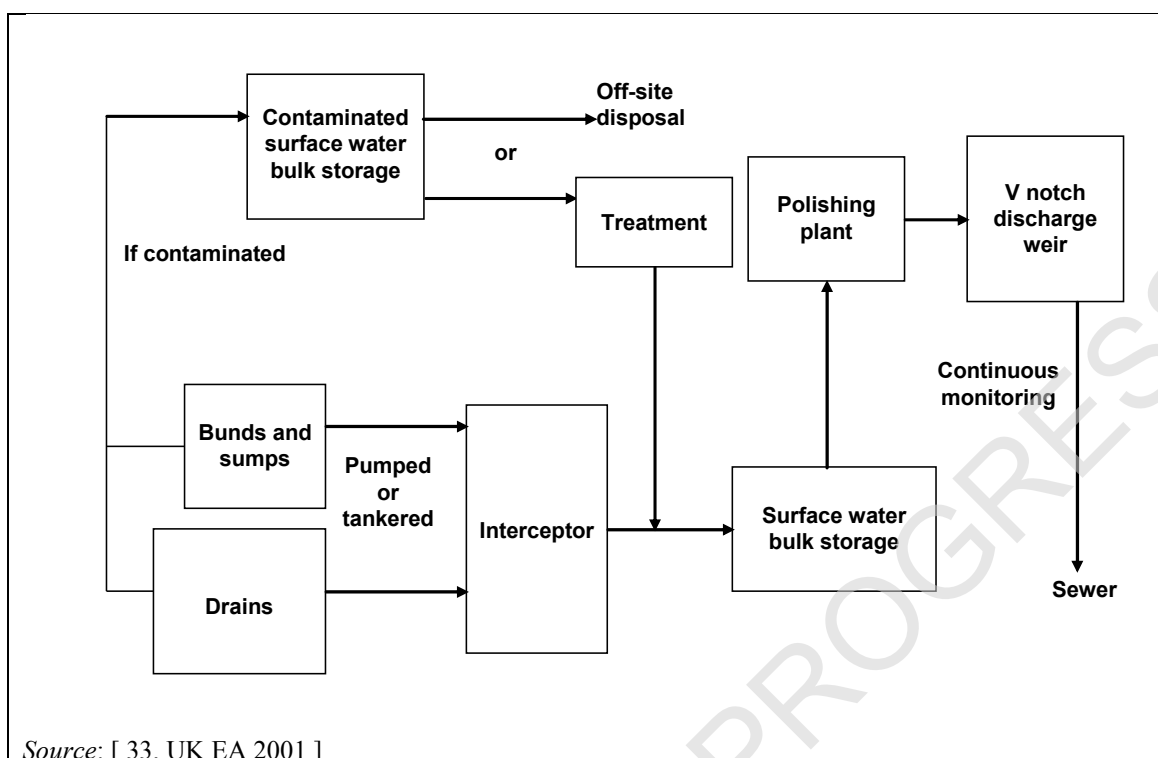 Contaminated
surface water
bulk storage
Off-site
disposal
or
Treatment
Polishing
plant
V notch
discharge
weir
If contaminated
Continuous
monitoring
Bunds and
sumps
Pumped
or
tankered
Interceptor
Surface water
bulk storage
Drains
Sewer
PROGRESS
Source: [ 33, UK EA 2001 ]